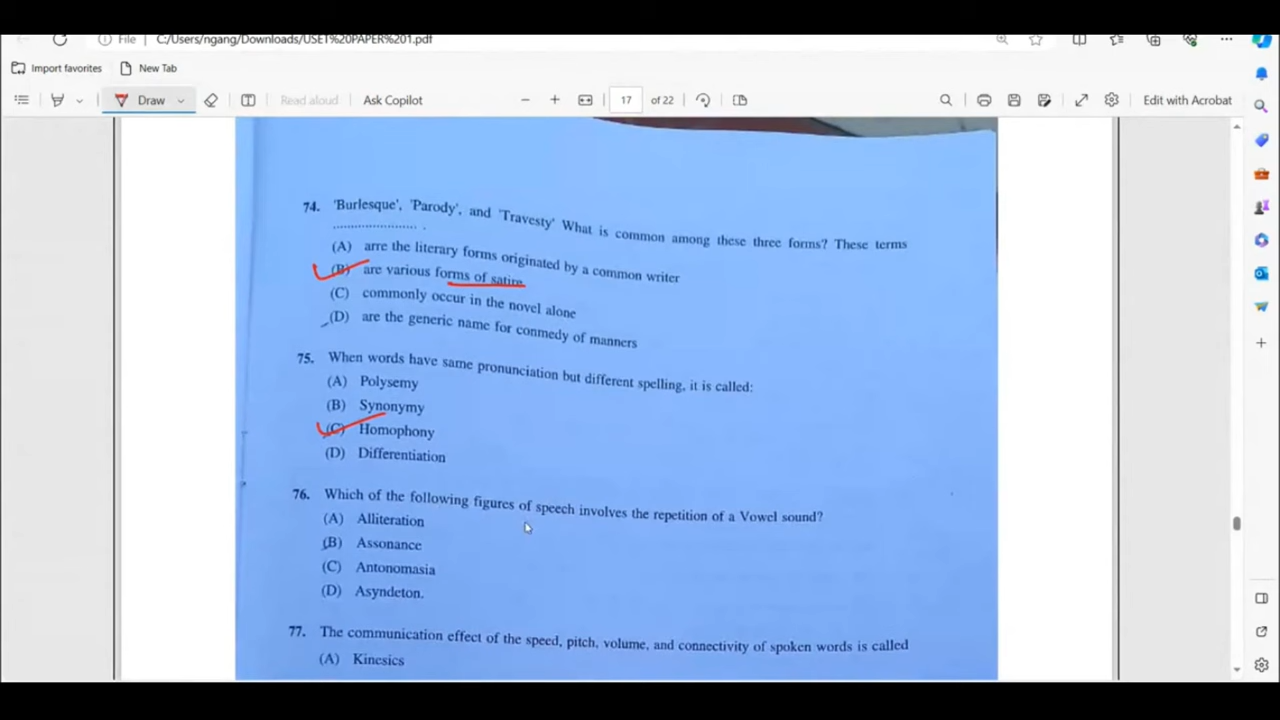 File C:/Users/ngang/Downloads/USET%20PAPER%201.pdf
Import favorites New Tab
Draw Read aloud Ask Copilot 17 of 22 Edit with Acrobat
74. 'Burlesque', 'Parody', and 'Travesty' What is common among these three forms? These terms
...................... .
(A) arre the literary forms originated by a common writer
(B) are various forms of satire
(C) commonly occur in the novel alone
(D) are the generic name for conmedy of manners
75. When words have same pronunciation but different spelling, it is called:
(A) Polysemy
(B) Synonymy
(C) Homophony
(D) Differentiation
76. Which of the following figures of speech involves the repetition of a Vowel sound?
(A) Alliteration
(B) Assonance
(C) Antonomasia
(D) Asyndeton.
77. The communication effect of the speed, pitch, volume, and connectivity of spoken words is called
(A) Kinesics